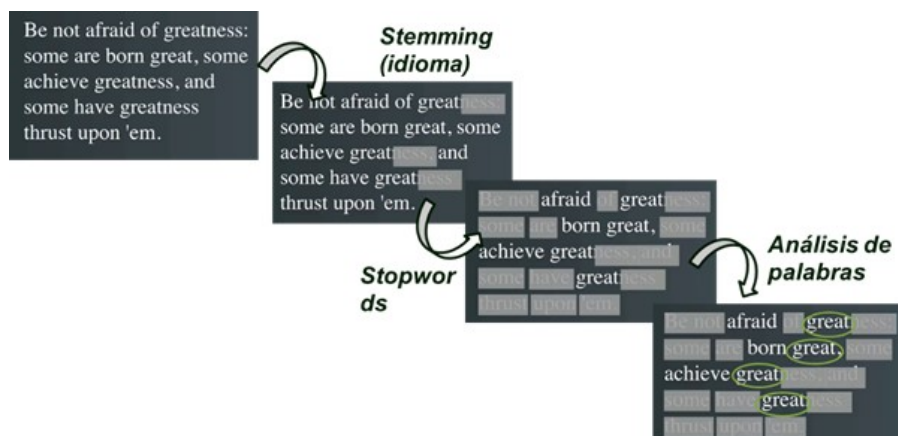 Be not afraid of greatness:
some are born great, some
achieve greatness, and
some have greatness
thrust upon 'em.
Stemming
(idioma)
Be not afraid of greatness:
some are born great, some
achieve greatness, and
some have greatness
thrust upon 'em.
Stopwor
ds
Be not afraid of greatness:
some are born great, some
achieve greatness, and
some have greatness
thrust upon 'em.
Análisis de
palabras
Be not afraid of greatness:
some are born great, some
achieve greatness, and
some have greatness
thrust upon 'em.